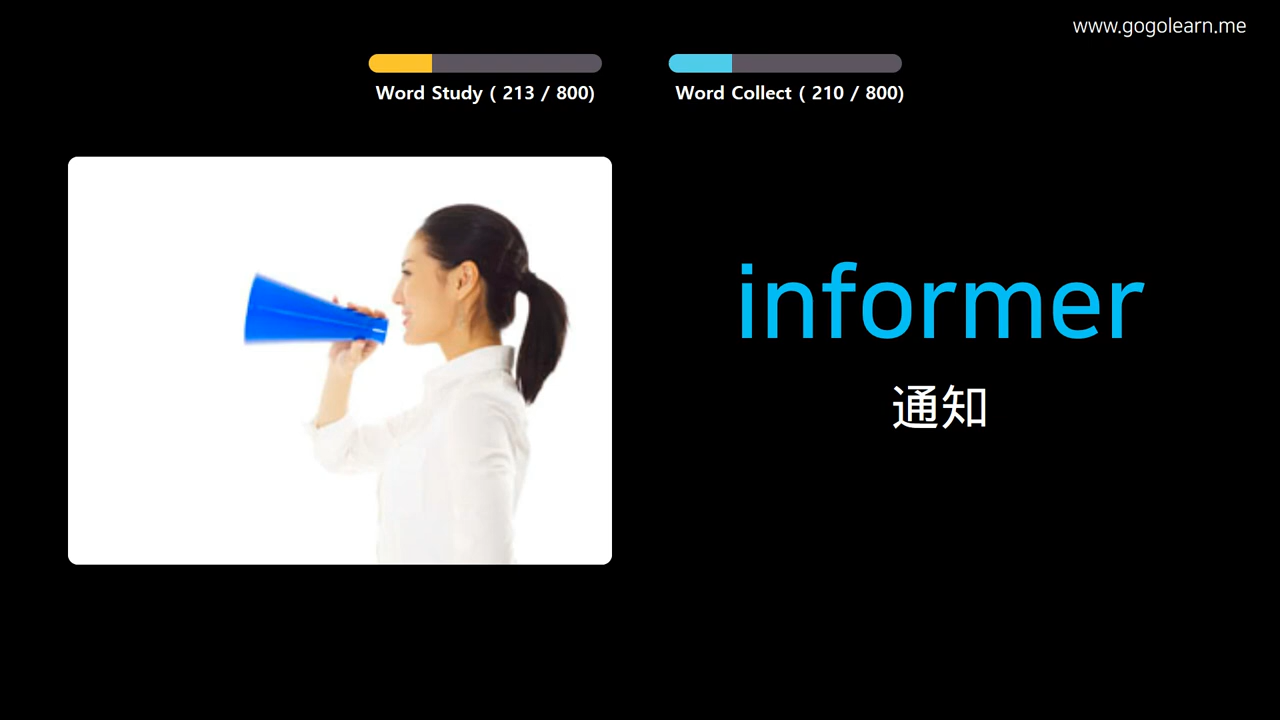 www.gogolearn.me
Word Study ( 213 / 800)
Word Collect ( 210 / 800)
informer
通知